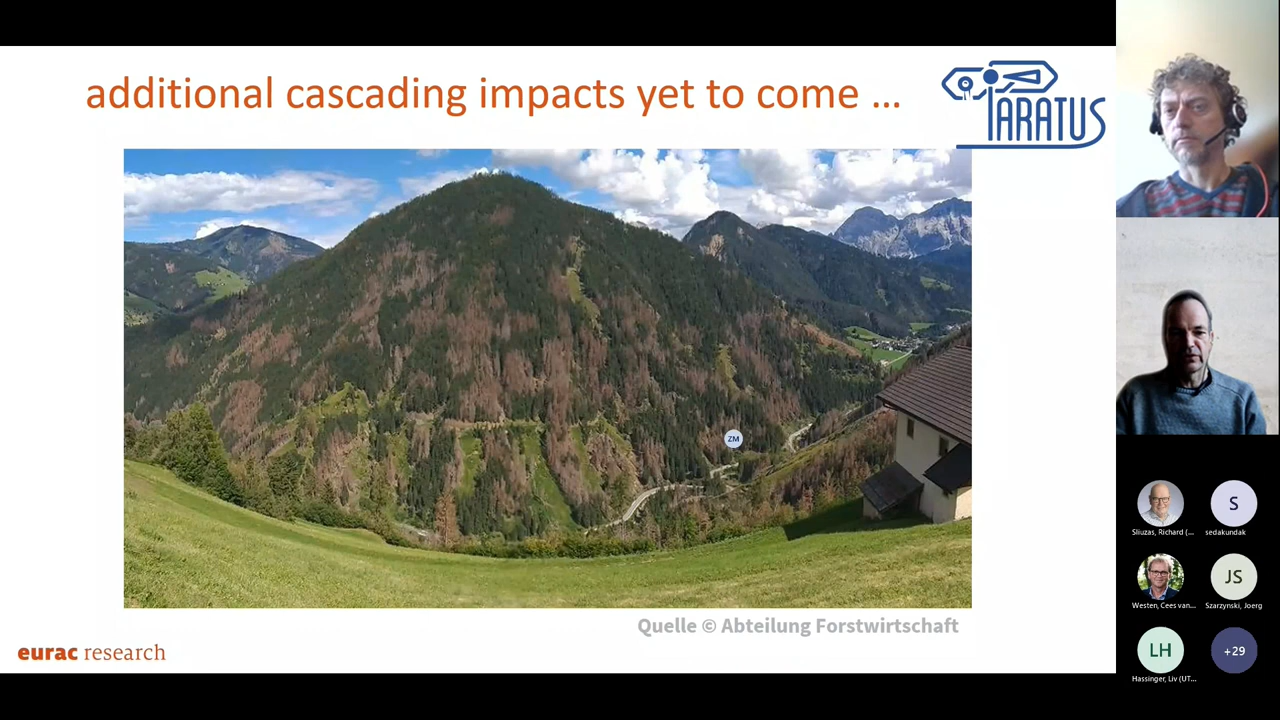 additional cascading impacts yet to come ...
PARATUS
ZM
Quelle © Abteilung Forstwirtschaft
eurac research
S
Sliuzas, Richard (...
sedakundak
JS
Westen, Cees van...
Szarzynski, Joerg
LH
+29
Hassinger, Liv (UT...